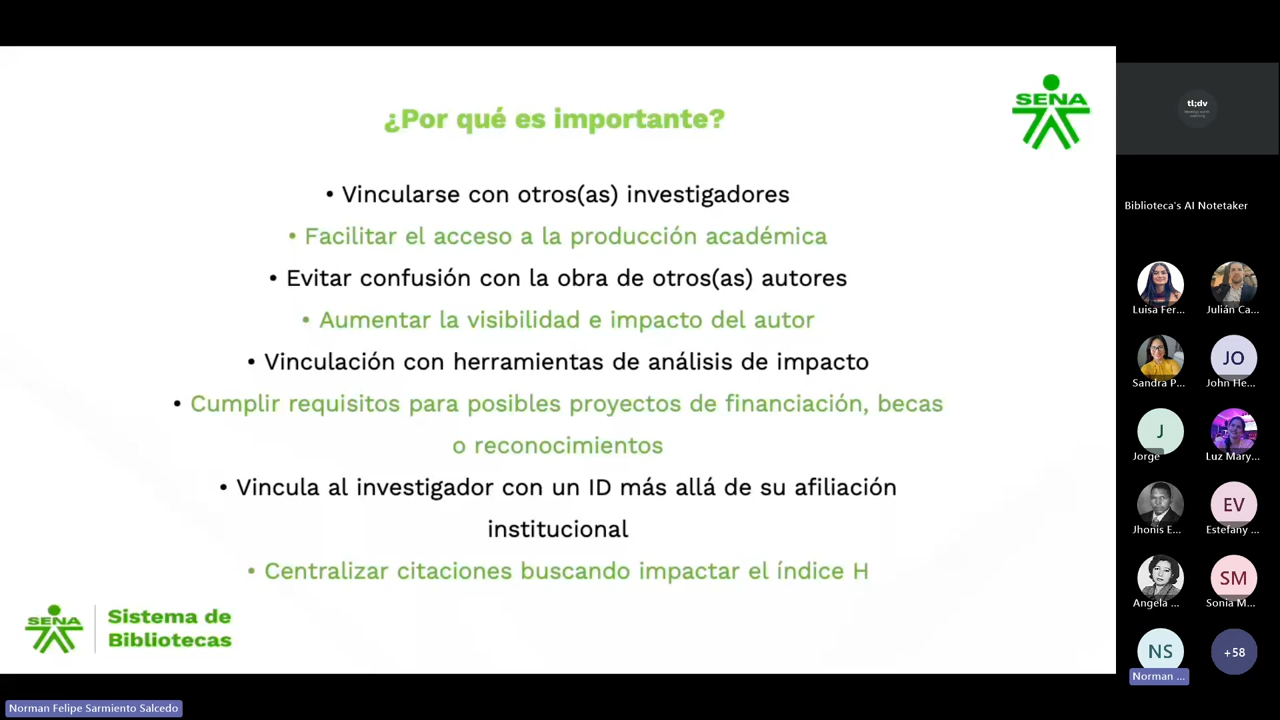 ¿Por qué es importante?
SENA
• Vincularse con otros(as) investigadores
• Facilitar el acceso a la producción académica
• Evitar confusión con la obra de otros(as) autores
• Aumentar la visibilidad e impacto del autor
• Vinculación con herramientas de análisis de impacto
• Cumplir requisitos para posibles proyectos de financiación, becas
o reconocimientos
• Vincula al investigador con un ID más allá de su afiliación
institucional
• Centralizar citaciones buscando impactar el índice H
SENA
Sistema de
Bibliotecas
Norman Felipe Sarmiento Salcedo
tl;dv
Biblioteca's AI Notetaker
Luisa Fer...
Julián Ca...
Sandra P...
JO
John He...
J
Jorge
Luz Mary...
Jhonis E...
EV
Estefany ...
Angela ...
SM
Sonia M...
NS
Norman ...
+58